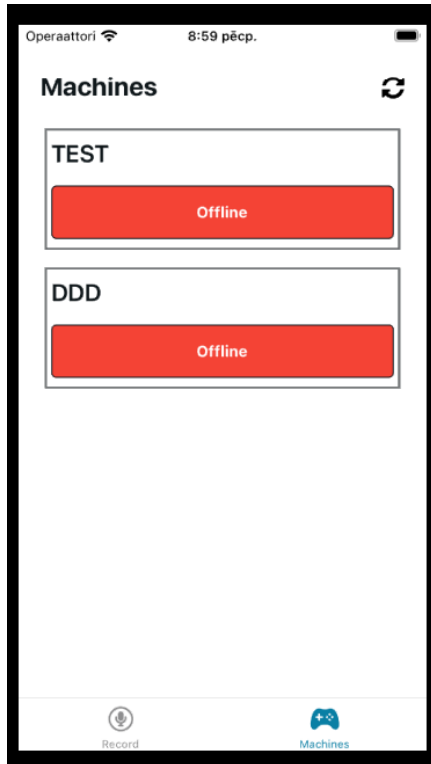 Operaattori 8:59 pēcp.
Machines
TEST
Offline
DDD
Offline
Record Machines